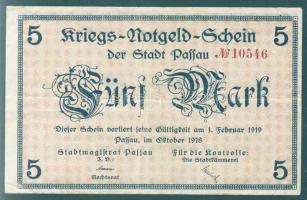 5 Kriegs-Notgeld-Schein 5
der Stadt Passau №10546
Fünf Mark
Dieser Schein verliert seine Gültigkeit am 1. Februar 1919
Passau, im Oktober 1918
Stadtmagistrat Passau Für die Kontrolle:
I. V. Die Stadtkämmerei
Rechtsrat
5 5